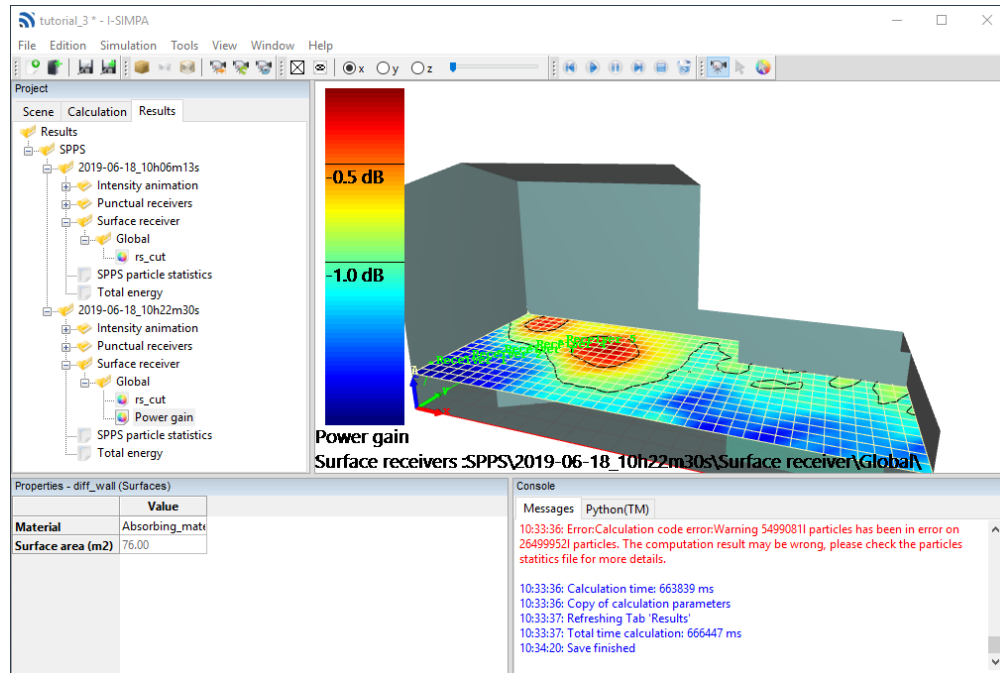 tutorial_3 * - I-SIMPA
File Edition Simulation Tools View Window Help
x y z
Project
Scene Calculation Results
Results
SPPS
2019-06-18_10h06m13s
Intensity animation
Punctual receivers
Surface receiver
Global
rs_cut
SPPS particle statistics
Total energy
2019-06-18_10h22m30s
Intensity animation
Punctual receivers
Surface receiver
Global
rs_cut
Power gain
SPPS particle statistics
Total energy
-0.5 dB
-1.0 dB
Power gain
Surface receivers :SPPS\2019-06-18_10h22m30s\Surface receiver\Global\
Properties - diff_wall (Surfaces)
Value
Material Absorbing_mate
Surface area (m2) 76.00
Console
Messages Python(TM)
10:33:36: Error:Calculation code error:Warning 5499081l particles has been in error on
26499952l particles. The computation result may be wrong, please check the particles
statitics file for more details.
10:33:36: Calculation time: 663839 ms
10:33:36: Copy of calculation parameters
10:33:37: Refreshing Tab 'Results'
10:33:37: Total time calculation: 666447 ms
10:34:20: Save finished